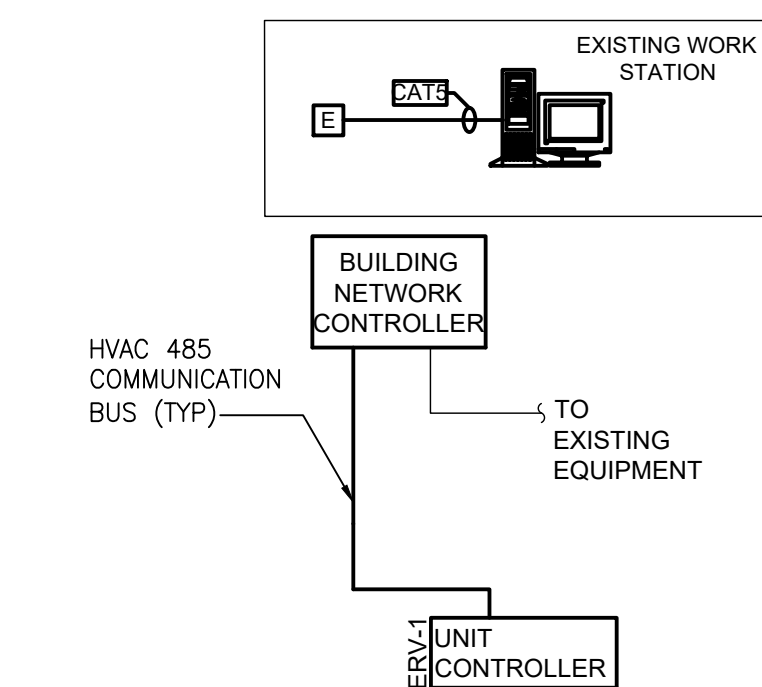 EXISTING WORK
STATION
CAT5
E
BUILDING
NETWORK
CONTROLLER
HVAC 485
COMMUNICATION
BUS (TYP)
TO
EXISTING
EQUIPMENT
ERV-1
UNIT
CONTROLLER